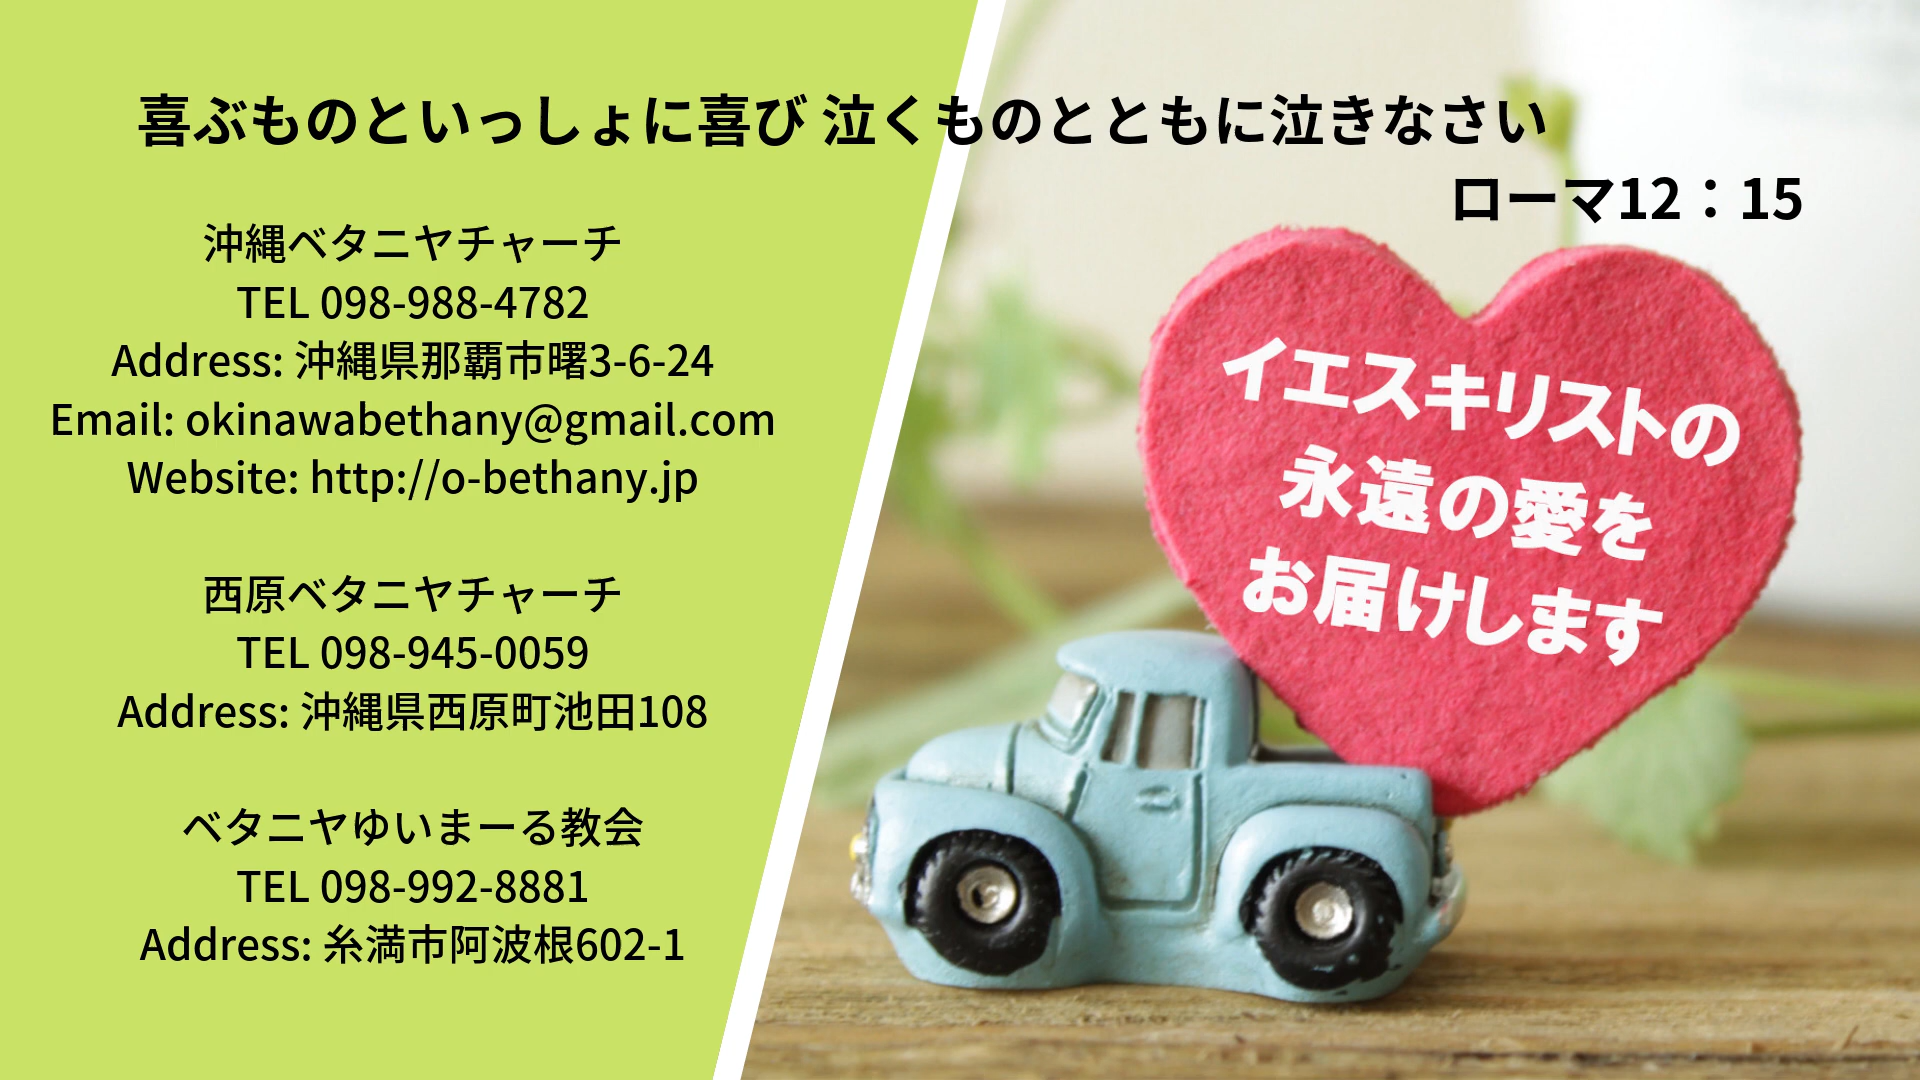 喜ぶものといっしょに喜び 泣くものとともに泣きなさい
ローマ12：15
沖縄ベタニヤチャーチ
TEL 098-988-4782
Address: 沖縄県那覇市曙3-6-24
Email: okinawabethany@gmail.com
Website: http://o-bethany.jp
西原ベタニヤチャーチ
TEL 098-945-0059
Address: 沖縄県西原町池田108
ベタニヤゆいまーる教会
TEL 098-992-8881
Address: 糸満市阿波根602-1
イエスキリストの
永遠の愛を
お届けします